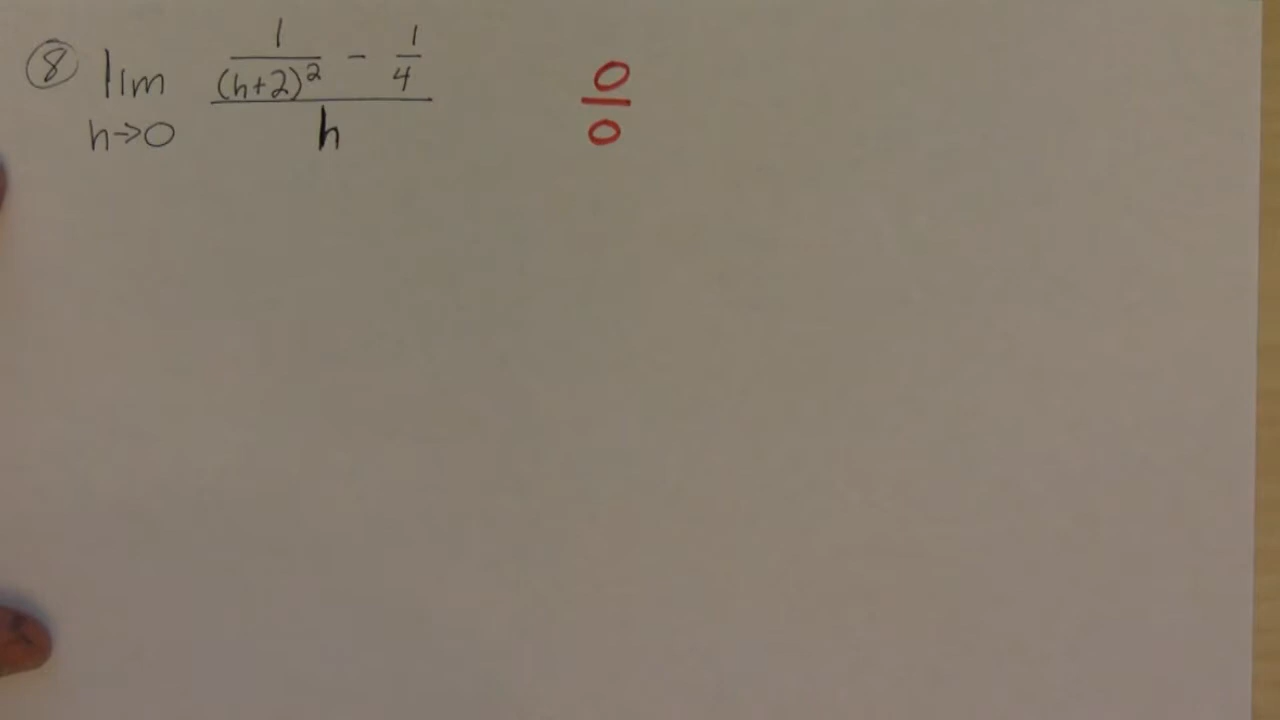 ⑧ lim 1/(h+2)² - 1/4
h→0 h
0
0